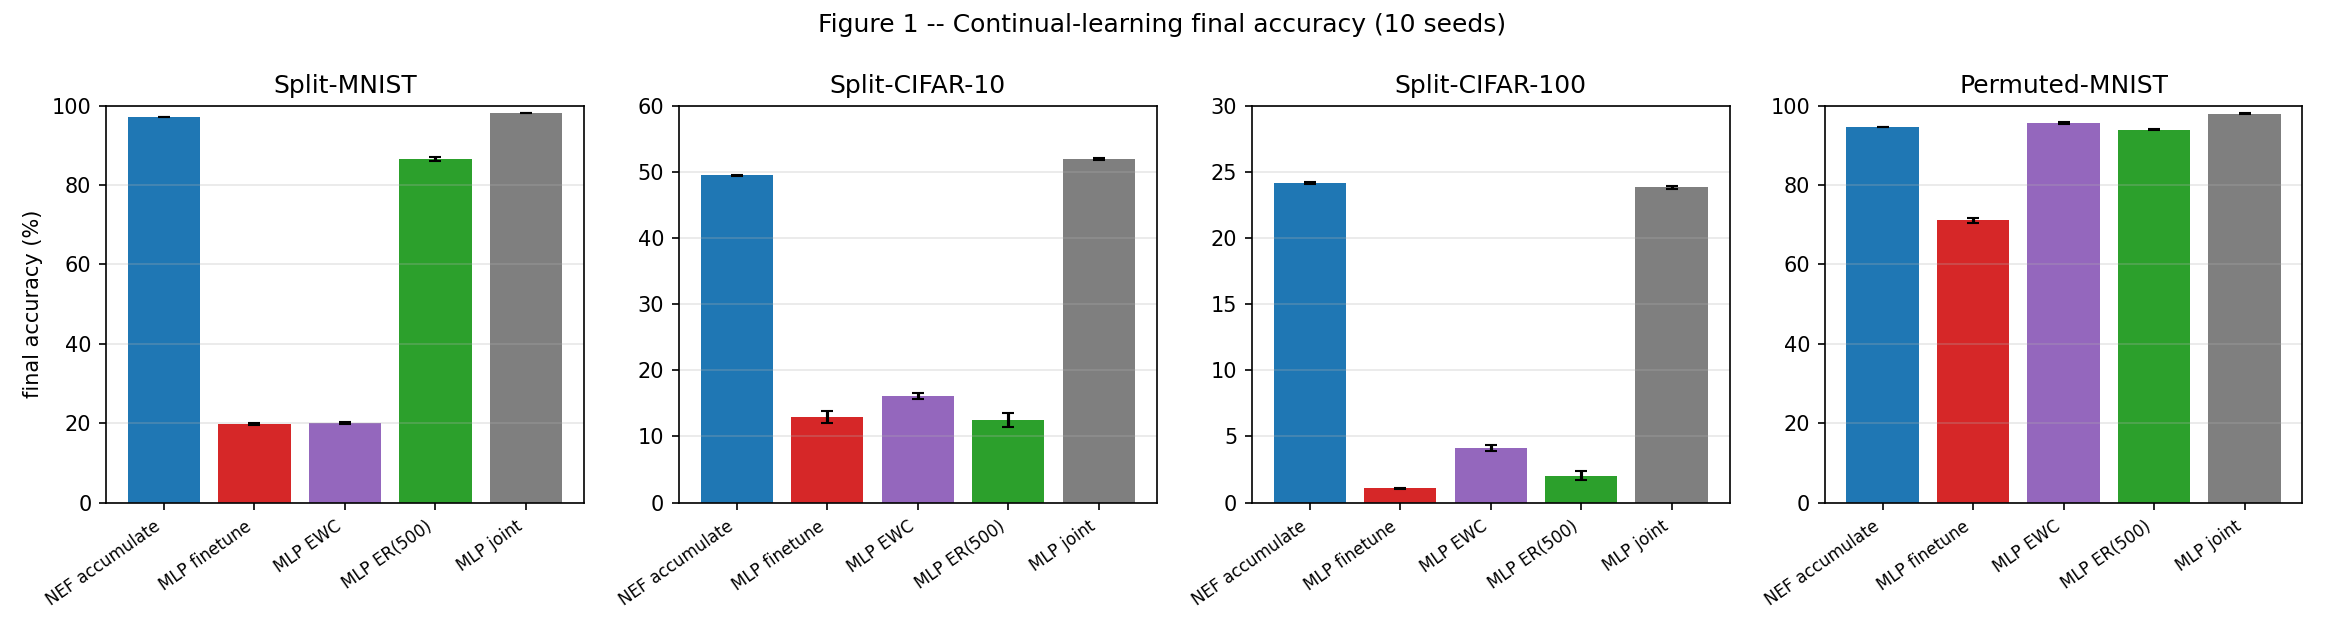 Figure 1 -- Continual-learning final accuracy (10 seeds)
Split-MNIST
final accuracy (%)
100
80
60
40
20
0
NEF accumulate
MLP finetune
MLP EWC
MLP ER(500)
MLP joint
Split-CIFAR-10
60
50
40
30
20
10
0
NEF accumulate
MLP finetune
MLP EWC
MLP ER(500)
MLP joint
Split-CIFAR-100
30
25
20
15
10
5
0
NEF accumulate
MLP finetune
MLP EWC
MLP ER(500)
MLP joint
Permuted-MNIST
100
80
60
40
20
0
NEF accumulate
MLP finetune
MLP EWC
MLP ER(500)
MLP joint